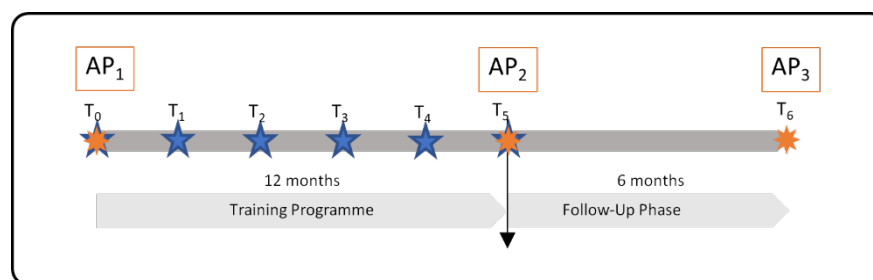 AP₁ AP₂ AP₃
T₀ T₁ T₂ T₃ T₄ T₅ T₆
12 months 6 months
Training Programme Follow-Up Phase